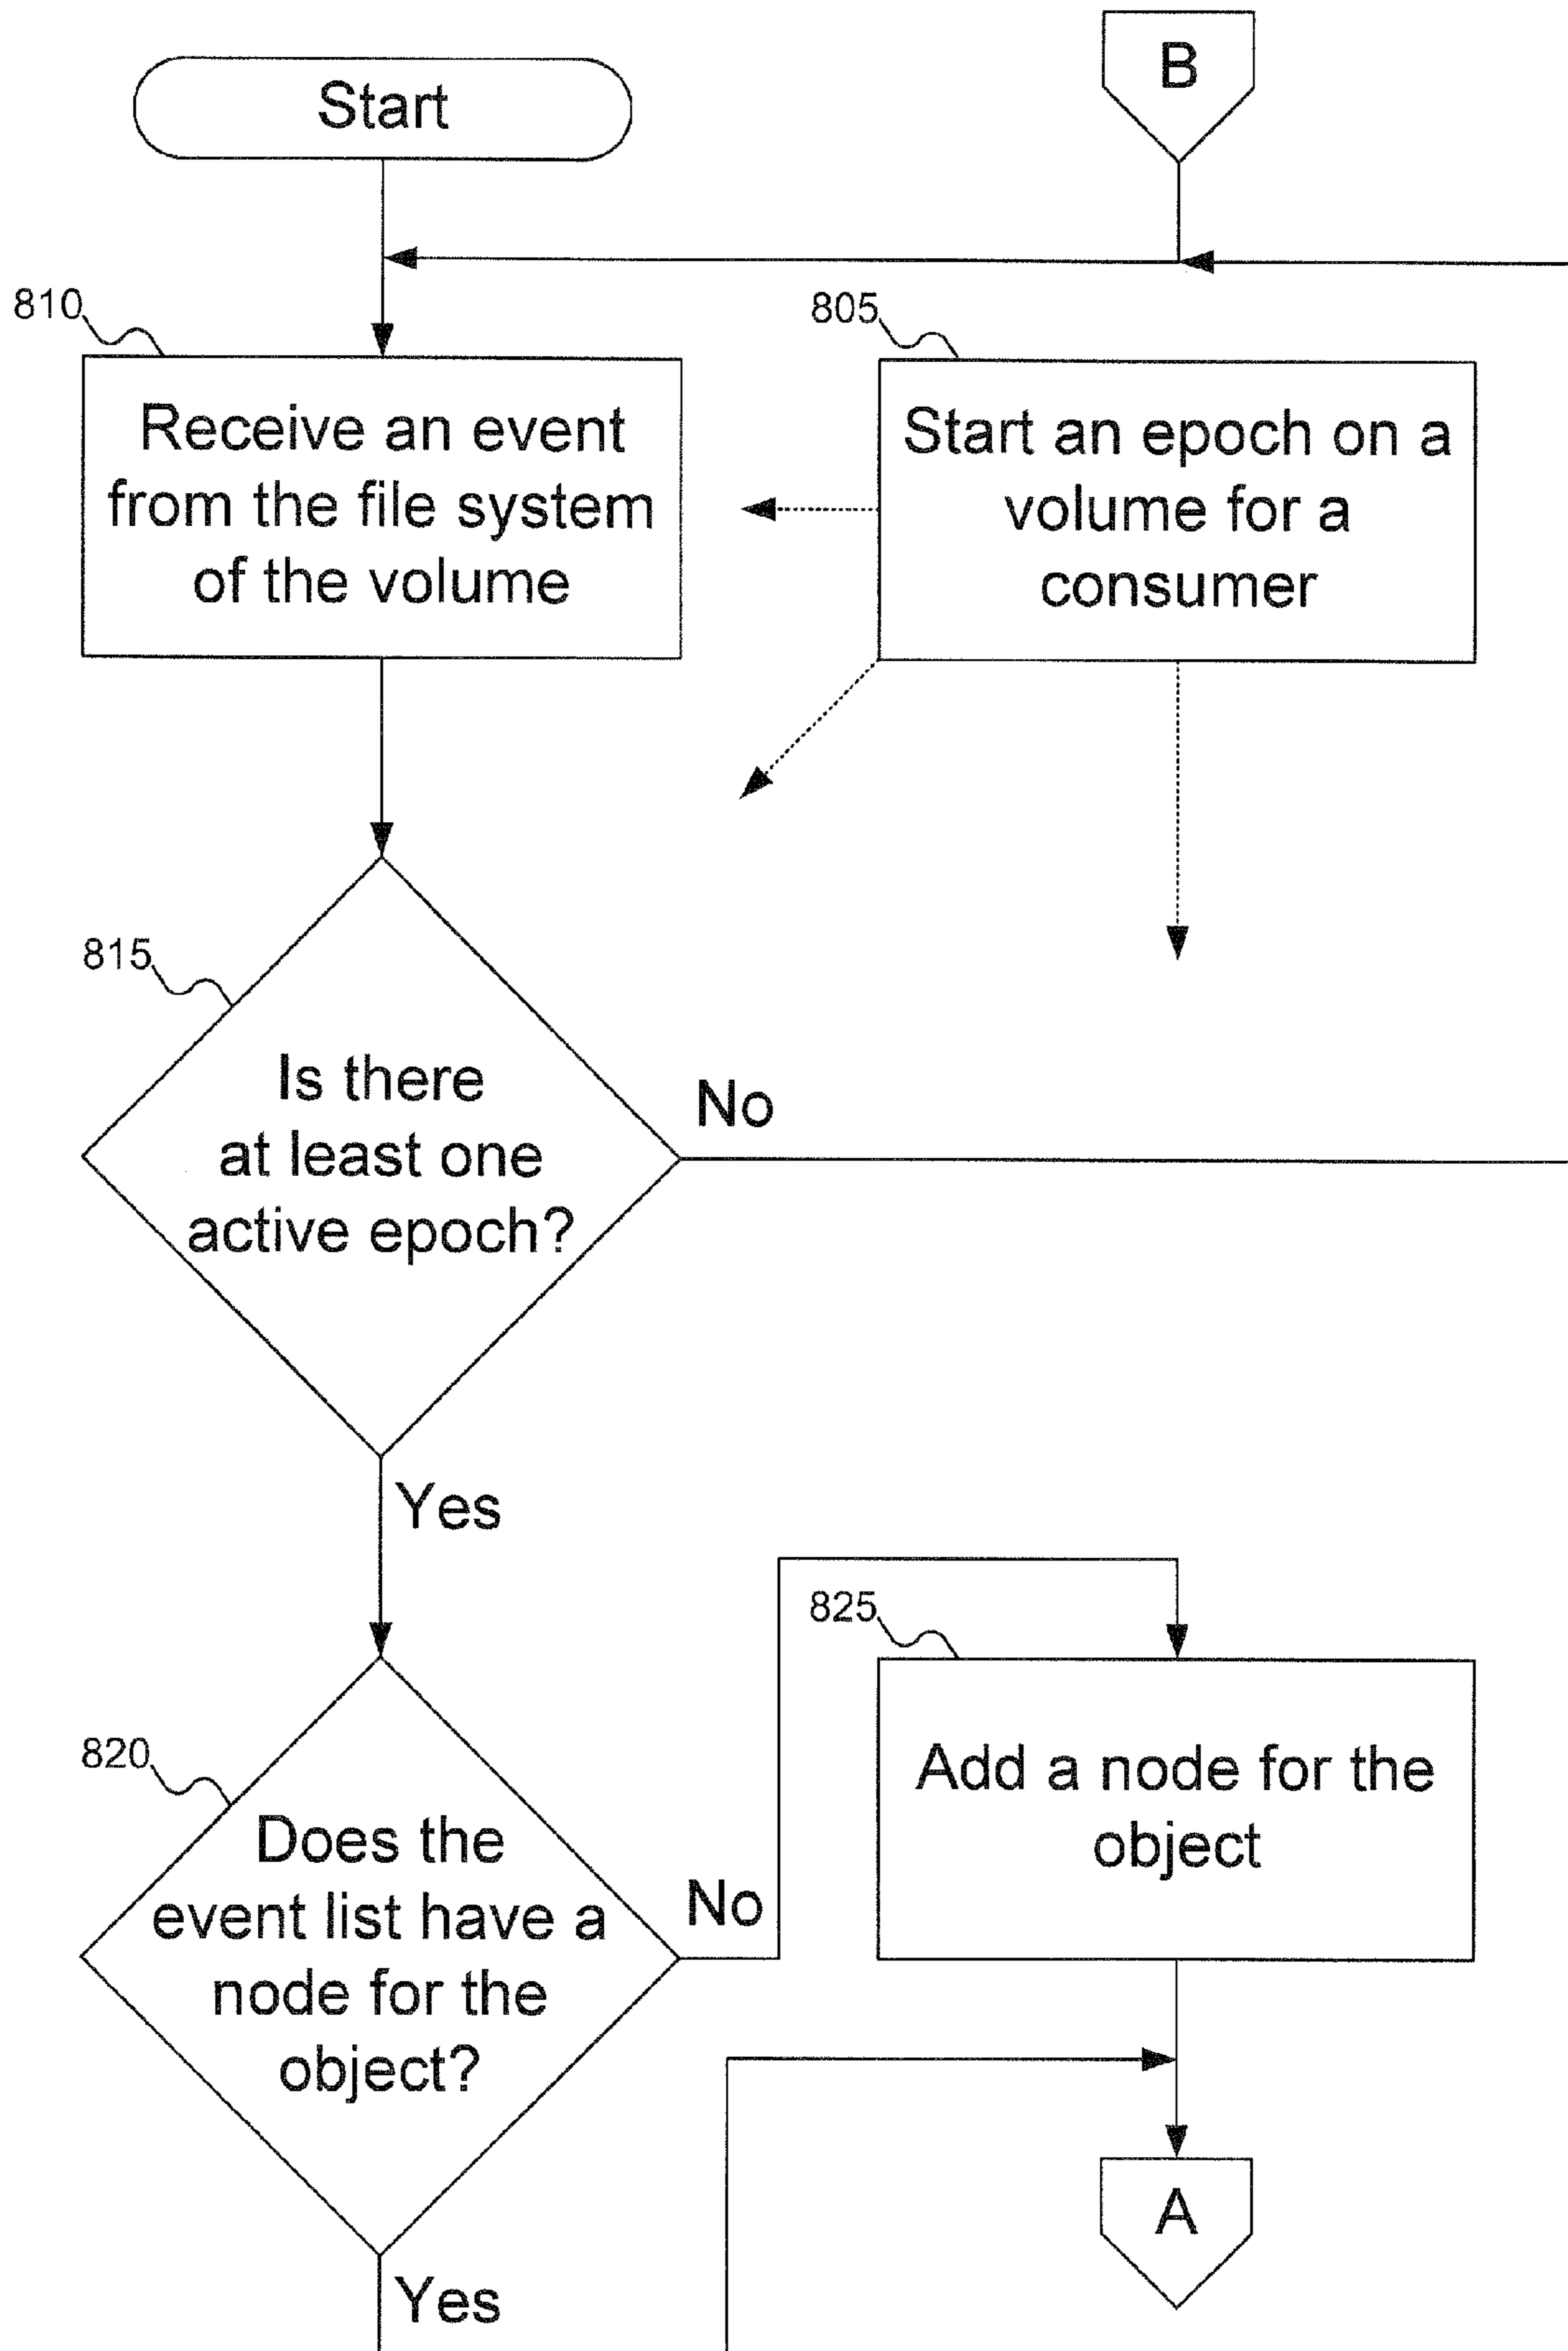 Start
B
810
Receive an event
from the file system
of the volume
805
Start an epoch on a
volume for a
consumer
815
Is there
at least one
active epoch?
No
Yes
820
Does the
event list have a
node for the
object?
No
825
Add a node for the
object
A
Yes